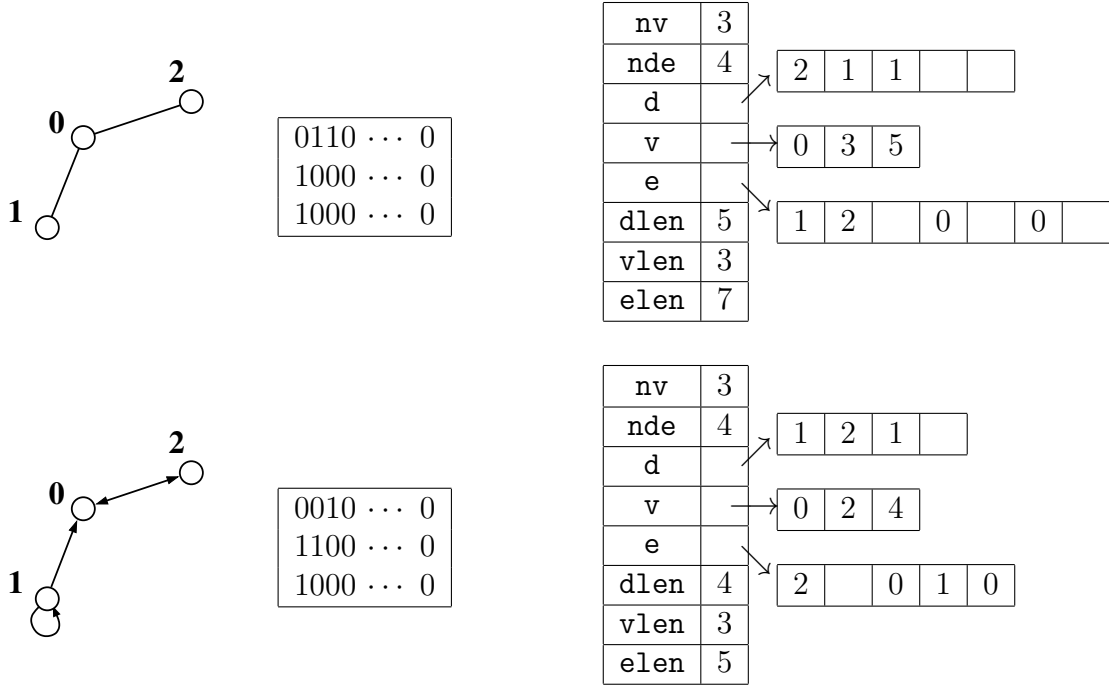 2
0
1
0110 ⋯ 0
1000 ⋯ 0
1000 ⋯ 0
nv 3
nde 4
d
v
e
dlen 5
vlen 3
elen 7
2 1 1
0 3 5
1 2 0 0
2
0
1
0010 ⋯ 0
1100 ⋯ 0
1000 ⋯ 0
nv 3
nde 4
d
v
e
dlen 4
vlen 3
elen 5
1 2 1
0 2 4
2 0 1 0